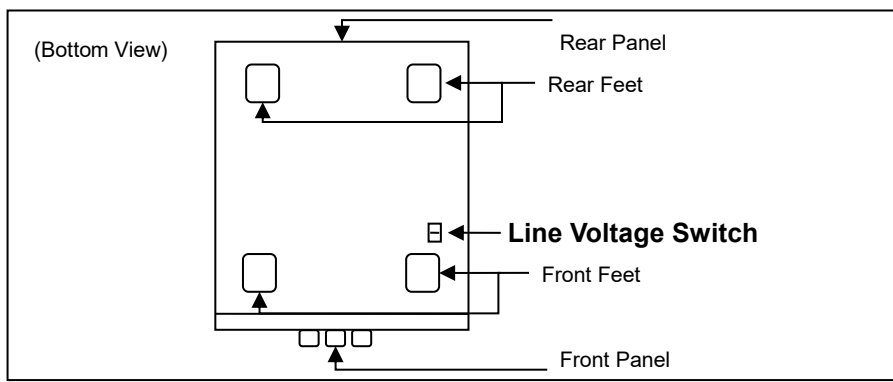 Rear Panel
(Bottom View)
Rear Feet
Line Voltage Switch
Front Feet
Front Panel